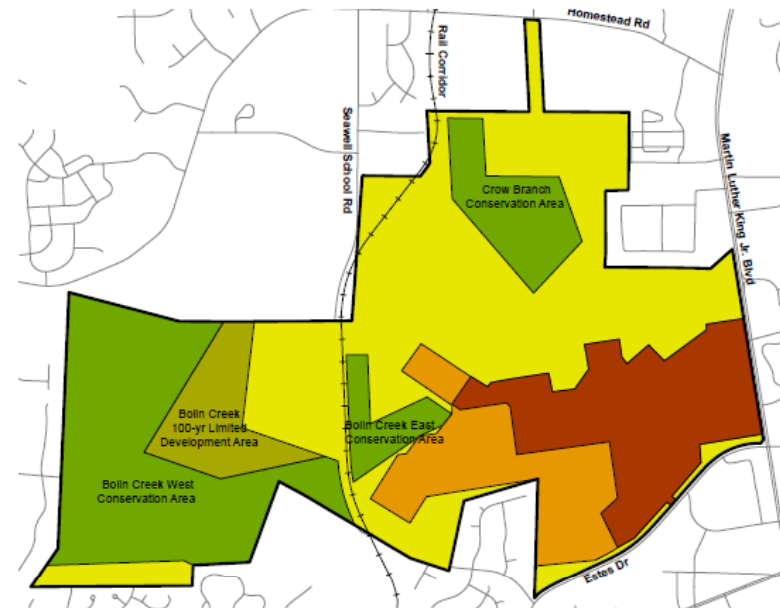 Homestead Rd
Rail Corridor
Seawell School Rd
Martin Luther King Jr. Blvd
Crow Branch
Conservation Area
Bolin Creek
100-yr Limited
Development Area
Bolin Creek East
Conservation Area
Bolin Creek West
Conservation Area
Estes Dr